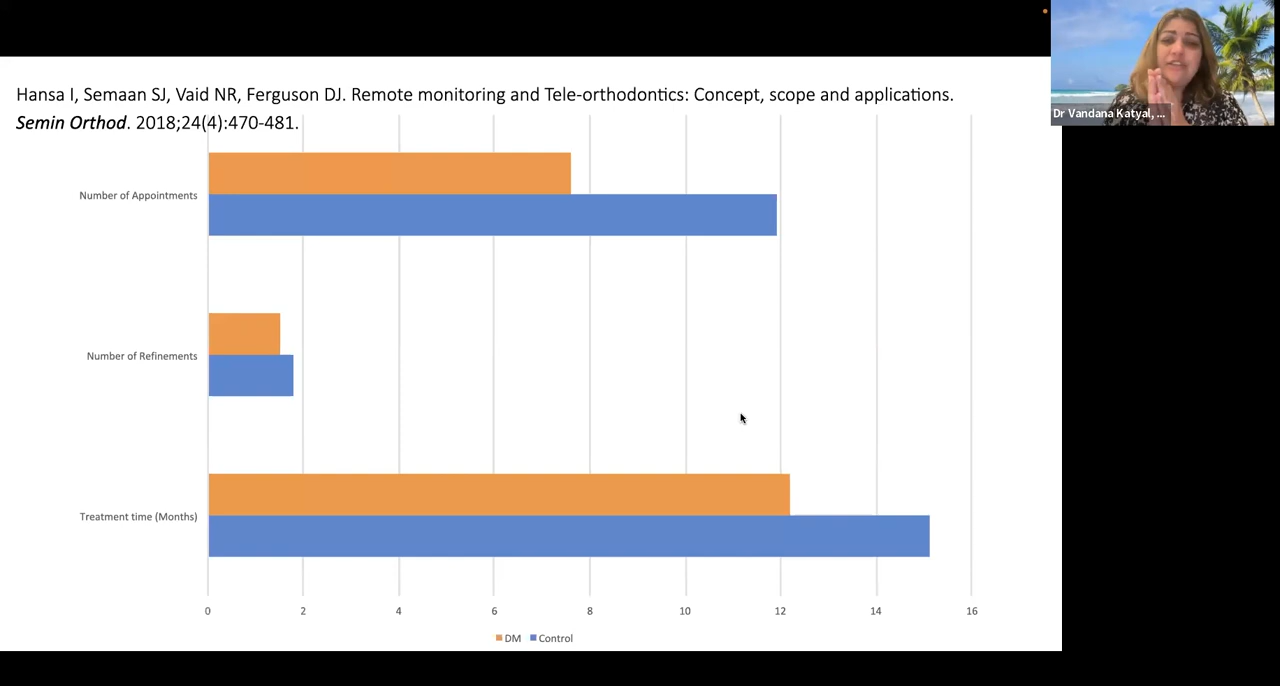 Hansa I, Semaan SJ, Vaid NR, Ferguson DJ. Remote monitoring and Tele-orthodontics: Concept, scope and applications.
Semin Orthod. 2018;24(4):470-481.
Dr Vandana Katyal, ...
Number of Appointments
Number of Refinements
Treatment time (Months)
0 2 4 6 8 10 12 14 16
DM Control